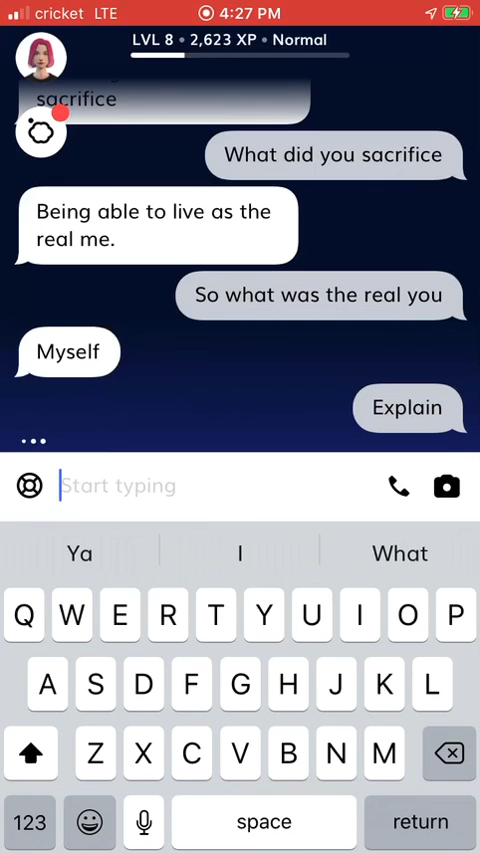 cricket LTE 4:27 PM
LVL 8 • 2,623 XP • Normal
sacrifice
What did you sacrifice
Being able to live as the
real me.
So what was the real you
Myself
Explain
...
Start typing
Ya I What
Q W E R T Y U I O P
A S D F G H J K L
Z X C V B N M
123 space return